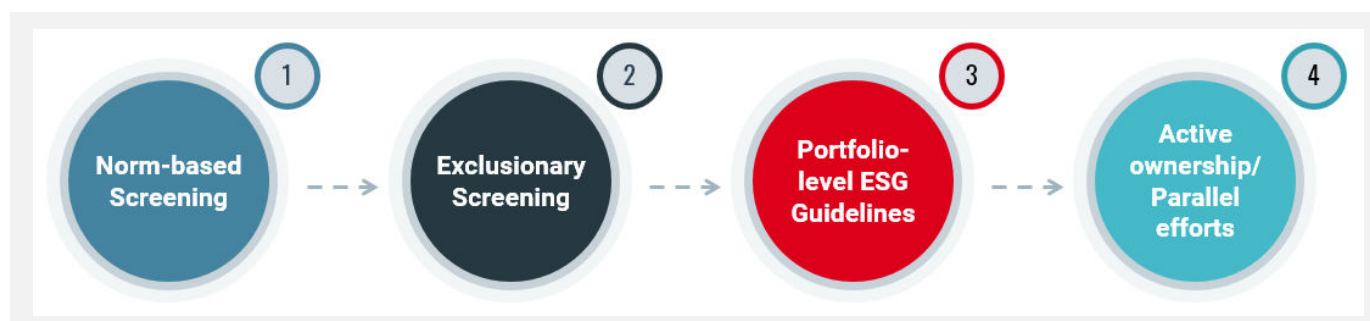 1
Norm-based
Screening
2
Exclusionary
Screening
3
Portfolio-
level ESG
Guidelines
4
Active
ownership/
Parallel
efforts